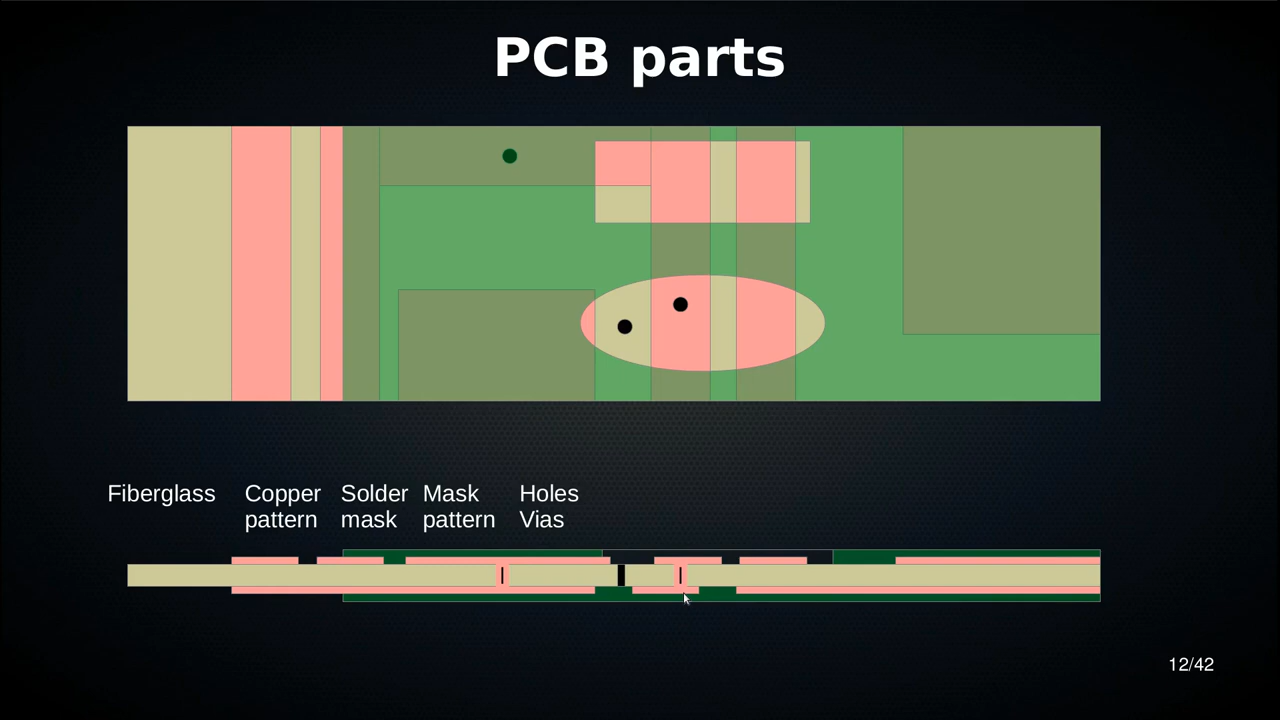 PCB parts
Fiberglass
Copper
pattern
Solder
mask
Mask
pattern
Holes
Vias
12/42